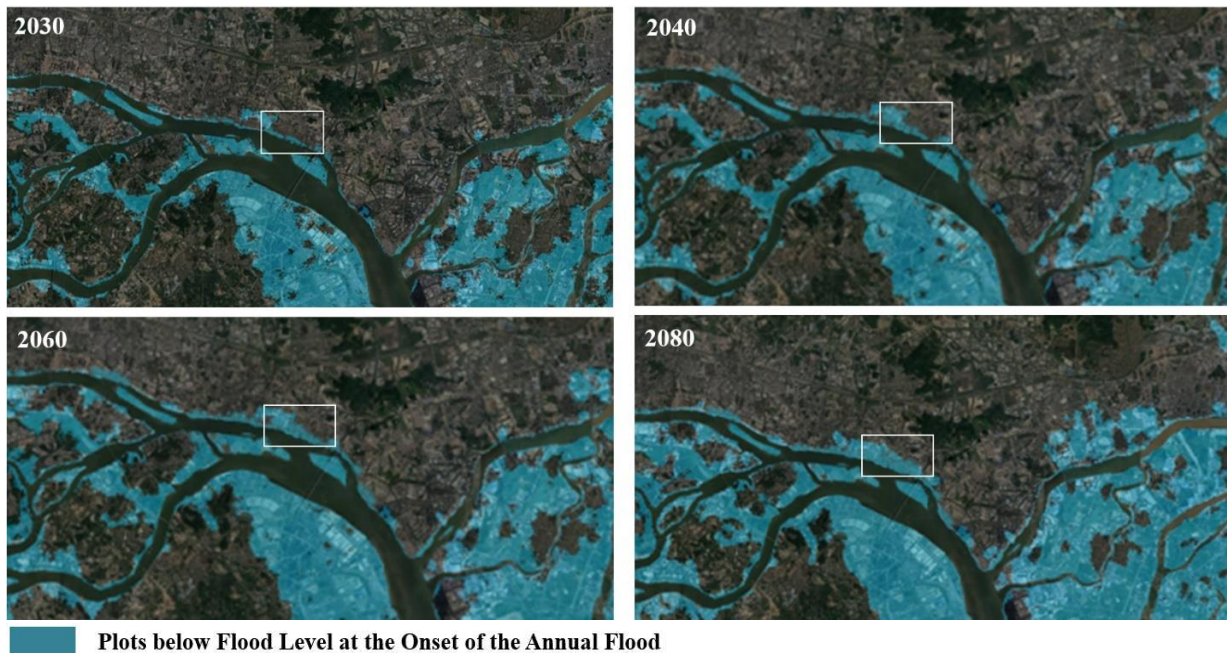 2030
2040
2060
2080
Plots below Flood Level at the Onset of the Annual Flood